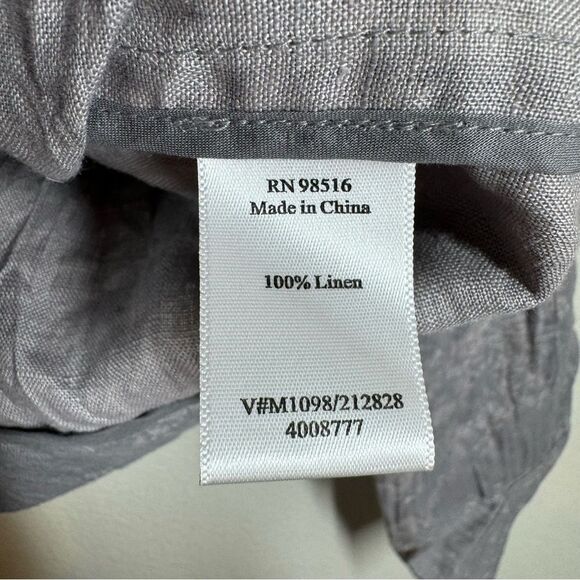 RN 98516
Made in China
100% Linen
V#M1098/212828
4008777